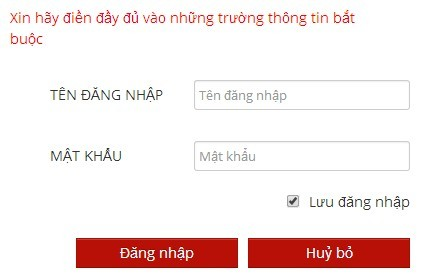 Xin hãy điền đầy đủ vào những trường thông tin bắt
buộc
TÊN ĐĂNG NHẬP Tên đăng nhập
MẬT KHẨU Mật khẩu
Lưu đăng nhập
Đăng nhập Huỷ bỏ